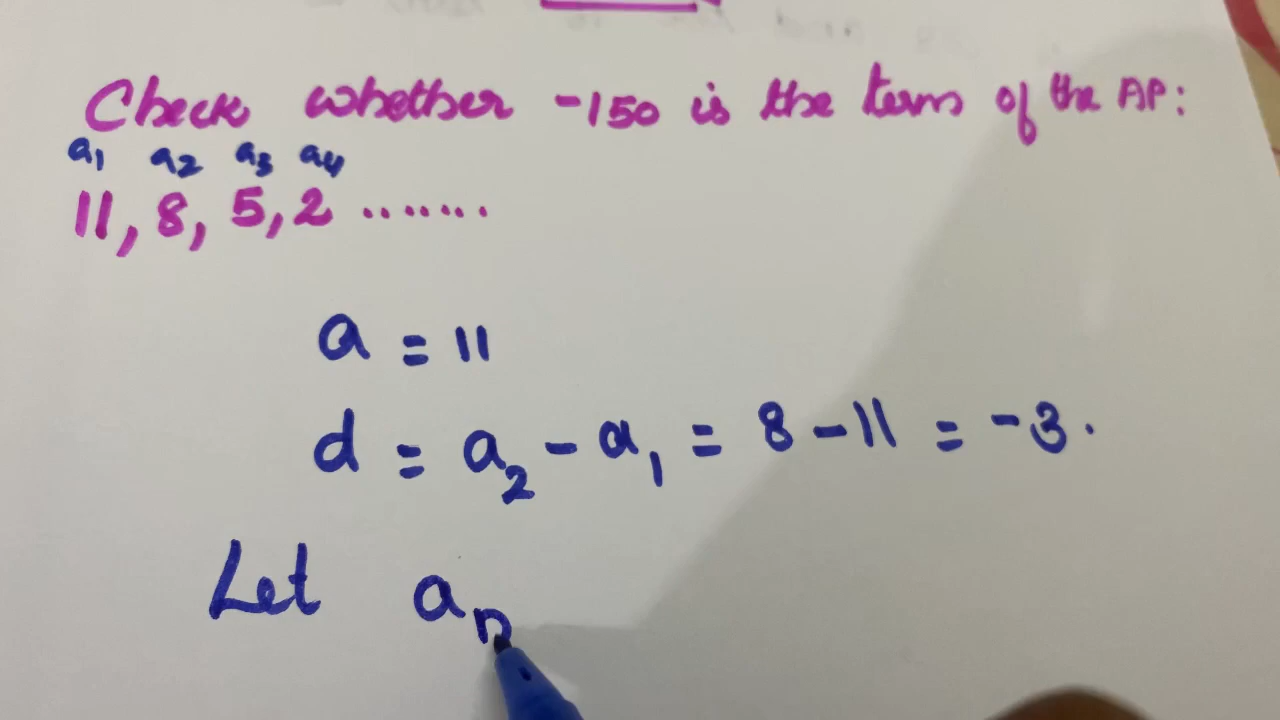 Check whether -150 is the term of the AP:
a1 a2 a3 a4
11, 8, 5, 2 .......
a = 11
d = a2 - a1 = 8 - 11 = -3.
Let an